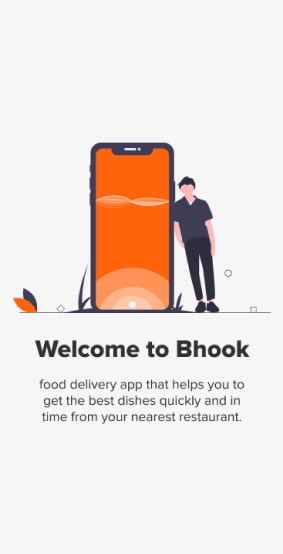 Welcome to Bhook
food delivery app that helps you to
get the best dishes quickly and in
time from your nearest restaurant.